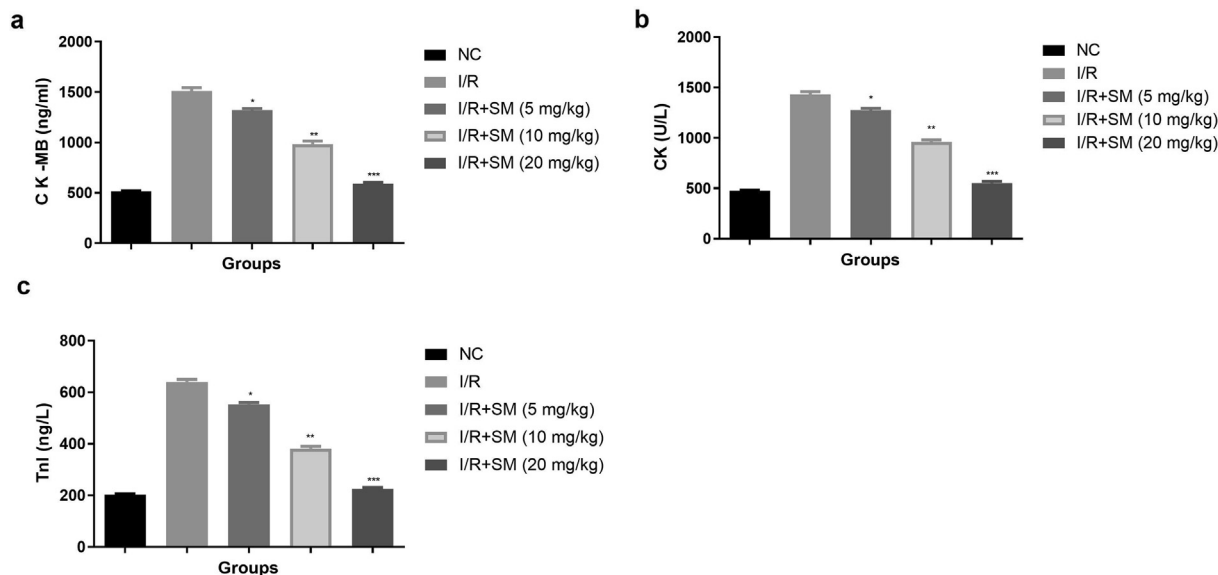 a
C K -MB (ng/ml)
2000
1500
1000
500
0
*
**
***
Groups
NC
I/R
I/R+SM (5 mg/kg)
I/R+SM (10 mg/kg)
I/R+SM (20 mg/kg)
b
CK (U/L)
2000
1500
1000
500
0
*
**
***
Groups
NC
I/R
I/R+SM (5 mg/kg)
I/R+SM (10 mg/kg)
I/R+SM (20 mg/kg)
c
TnI (ng/L)
800
600
400
200
0
*
**
***
Groups
NC
I/R
I/R+SM (5 mg/kg)
I/R+SM (10 mg/kg)
I/R+SM (20 mg/kg)